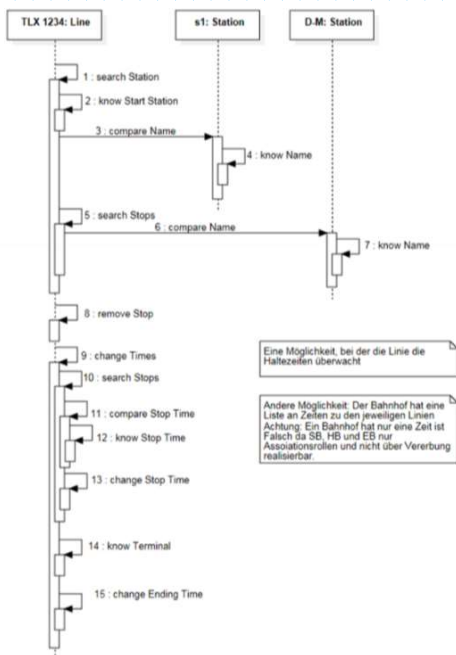 TLX 1234: Line
s1: Station
D-M: Station
1 : search Station
2 : know Start Station
3 : compare Name
4 : know Name
5 : search Stops
6 : compare Name
7 : know Name
8 : remove Stop
9 : change Times
10 : search Stops
11 : compare Stop Time
12 : know Stop Time
13 : change Stop Time
14 : know Terminal
15 : change Ending Time
Eine Möglichkeit, bei der die Linie die
Haltezeiten überwacht
Andere Möglichkeit: Der Bahnhof hat eine
Liste an Zeiten zu den jeweiligen Linien
Achtung: Ein Bahnhof hat nur eine Zeit ist
Falsch da SB, HB und EB nur
Assoiationsrollen und nicht über Vererbung
realisierbar.